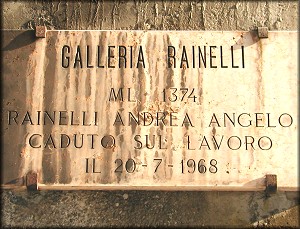 GALLERIA RAINELLI
ML 1374
RAINELLI ANDREA ANGELO
CADUTO SUL LAVORO
IL 20-7-1968